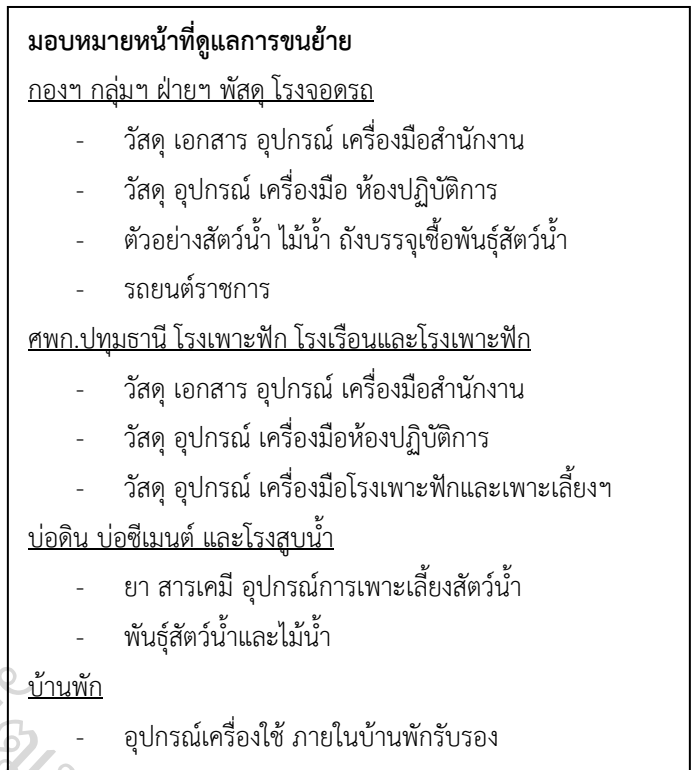 มอบหมายหน้าที่ดูแลการขนย้าย
กองฯ กลุ่มฯ ฝ่ายฯ พัสดุ โรงจอดรถ
- วัสดุ เอกสาร อุปกรณ์ เครื่องมือสำนักงาน
- วัสดุ อุปกรณ์ เครื่องมือ ห้องปฏิบัติการ
- ตัวอย่างสัตว์น้ำ ไม้น้ำ ถังบรรจุเชื้อพันธุ์สัตว์น้ำ
- รถยนต์ราชการ
ศพก.ปทุมธานี โรงเพาะฟัก โรงเรือนและโรงเพาะฟัก
- วัสดุ เอกสาร อุปกรณ์ เครื่องมือสำนักงาน
- วัสดุ อุปกรณ์ เครื่องมือห้องปฏิบัติการ
- วัสดุ อุปกรณ์ เครื่องมือโรงเพาะฟักและเพาะเลี้ยงฯ
บ่อดิน บ่อซีเมนต์ และโรงสูบน้ำ
- ยา สารเคมี อุปกรณ์การเพาะเลี้ยงสัตว์น้ำ
- พันธุ์สัตว์น้ำและไม้น้ำ
บ้านพัก
- อุปกรณ์เครื่องใช้ ภายในบ้านพักรับรอง